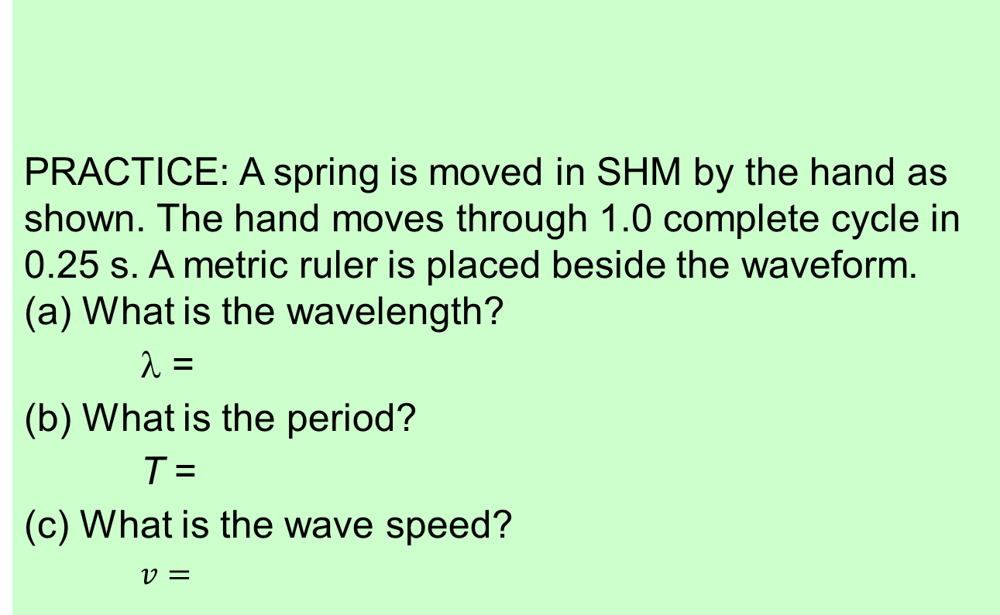 PRACTICE: A spring is moved in SHM by the hand as
shown. The hand moves through 1.0 complete cycle in
0.25 s. A metric ruler is placed beside the waveform.
(a) What is the wavelength?
λ =
(b) What is the period?
T =
(c) What is the wave speed?
v =